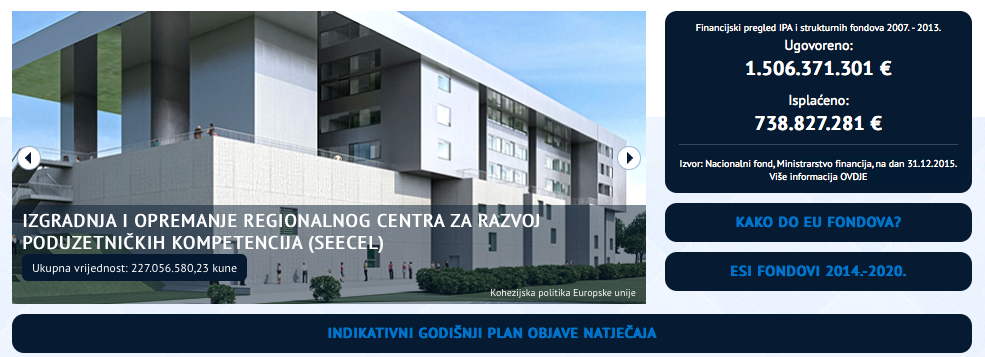 IZGRADNJA I OPREMANJE REGIONALNOG CENTRA ZA RAZVOJ
PODUZETNIČKIH KOMPETENCIJA (SEECEL)
Ukupna vrijednost: 227.056.580,23 kune
Kohezijska politika Europske unije
Financijski pregled IPA i strukturnih fondova 2007. - 2013.
Ugovoreno:
1.506.371.301 €
Isplaćeno:
738.827.281 €
Izvor: Nacionalni fond, Ministrarstvo financija, na dan 31.12.2015.
Više informacija OVDJE
KAKO DO EU FONDOVA?
ESI FONDOVI 2014.-2020.
INDIKATIVNI GODIŠNJI PLAN OBJAVE NATJEČAJA